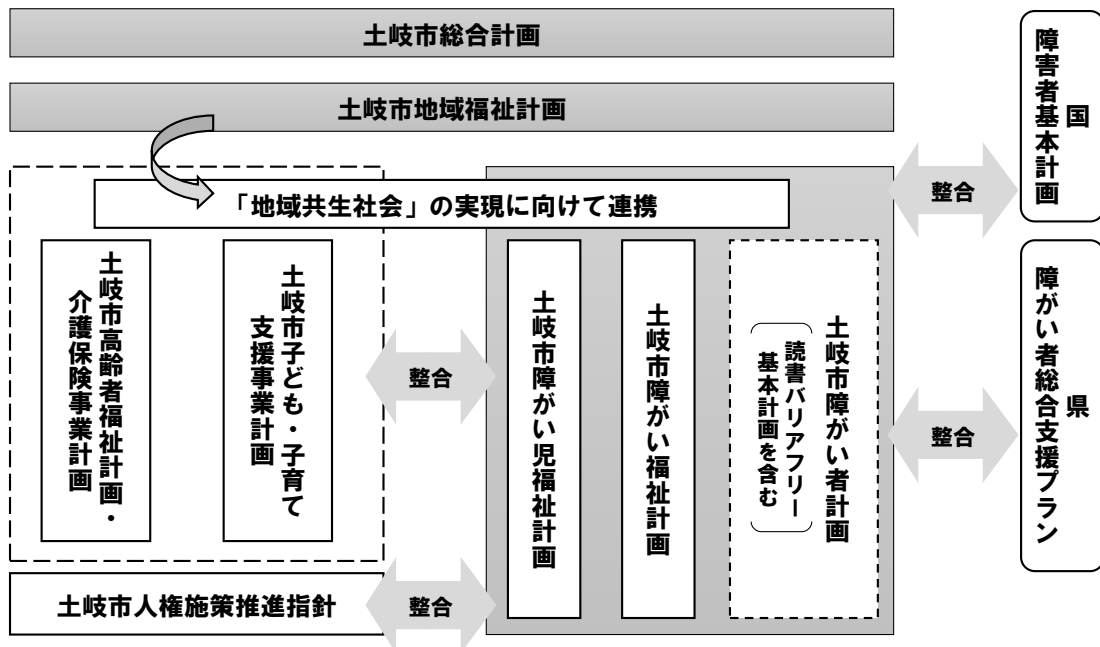 土岐市総合計画
土岐市地域福祉計画
「地域共生社会」の実現に向けて連携
土岐市高齢者福祉計画・
介護保険事業計画
土岐市子ども・子育て
支援事業計画
整合
土岐市障がい児福祉計画
土岐市障がい福祉計画
土岐市障がい者計画
読書バリアフリー
基本計画を含む
土岐市人権施策推進指針
整合
整合
国
障害者基本計画
整合
県
障がい者総合支援プラン